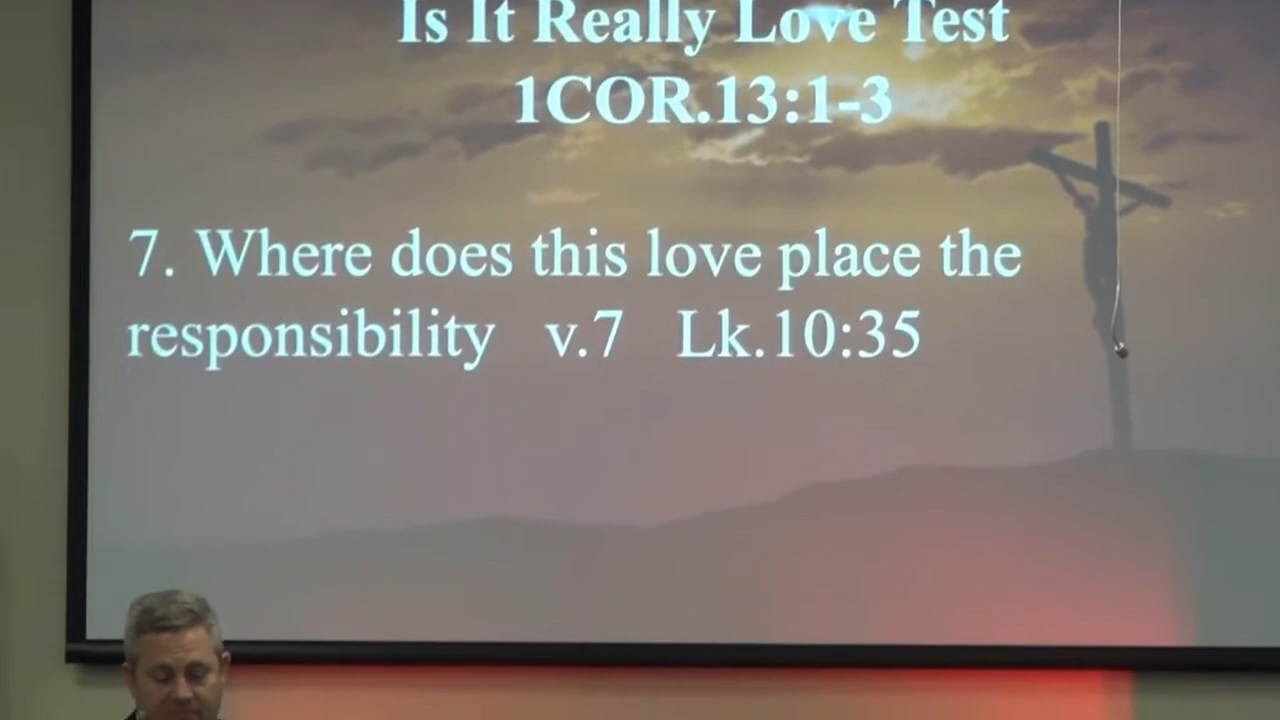 Is It Really Love Test
1COR.13:1-3
7. Where does this love place the
responsibility v.7 Lk.10:35